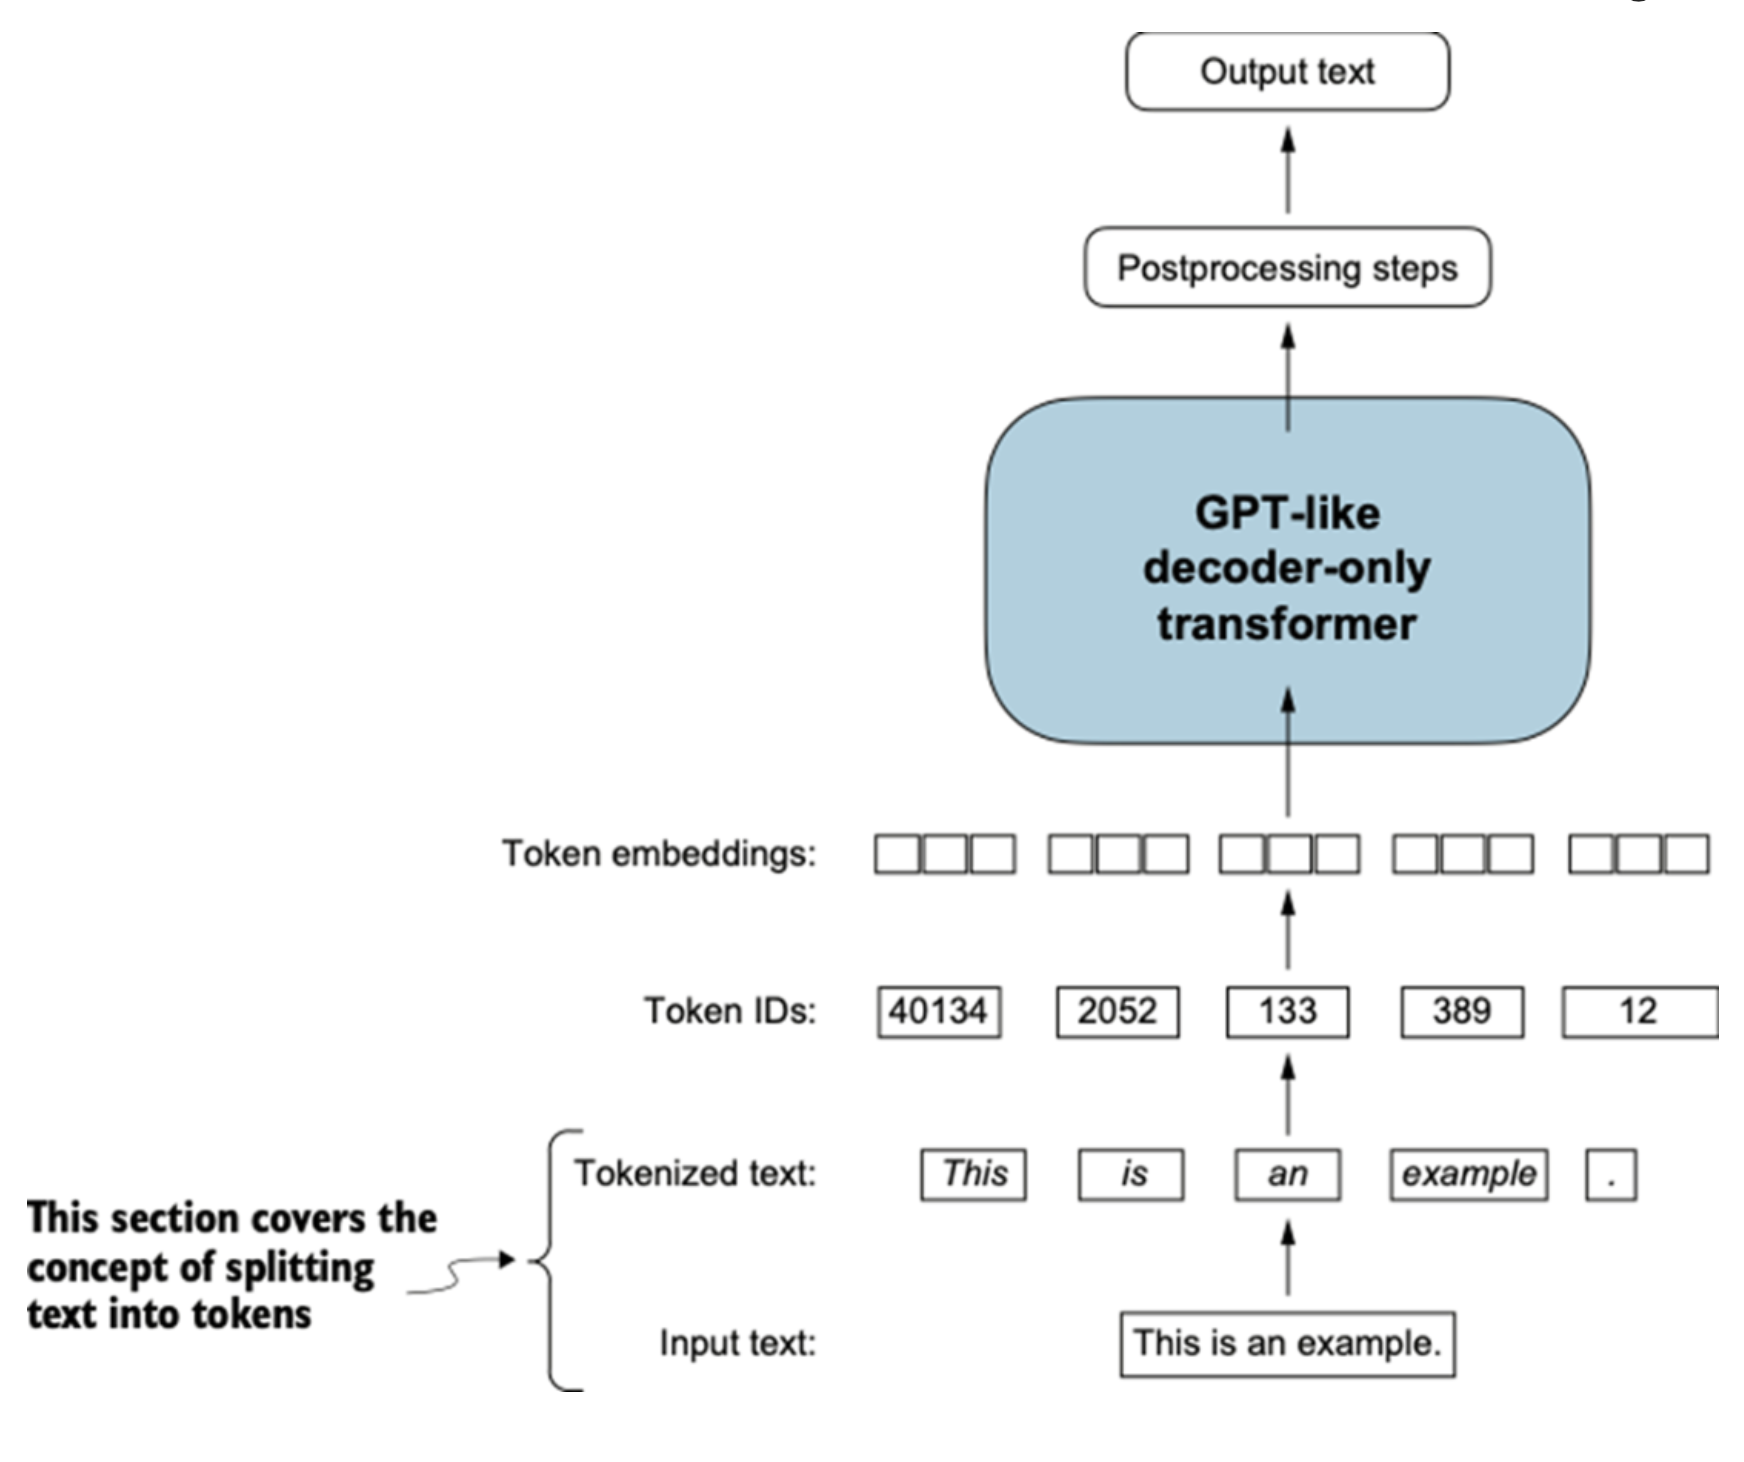 Output text
Postprocessing steps
GPT-like
decoder-only
transformer
Token embeddings:
Token IDs: 40134 2052 133 389 12
Tokenized text: This is an example .
This section covers the
concept of splitting
text into tokens
Input text: This is an example.